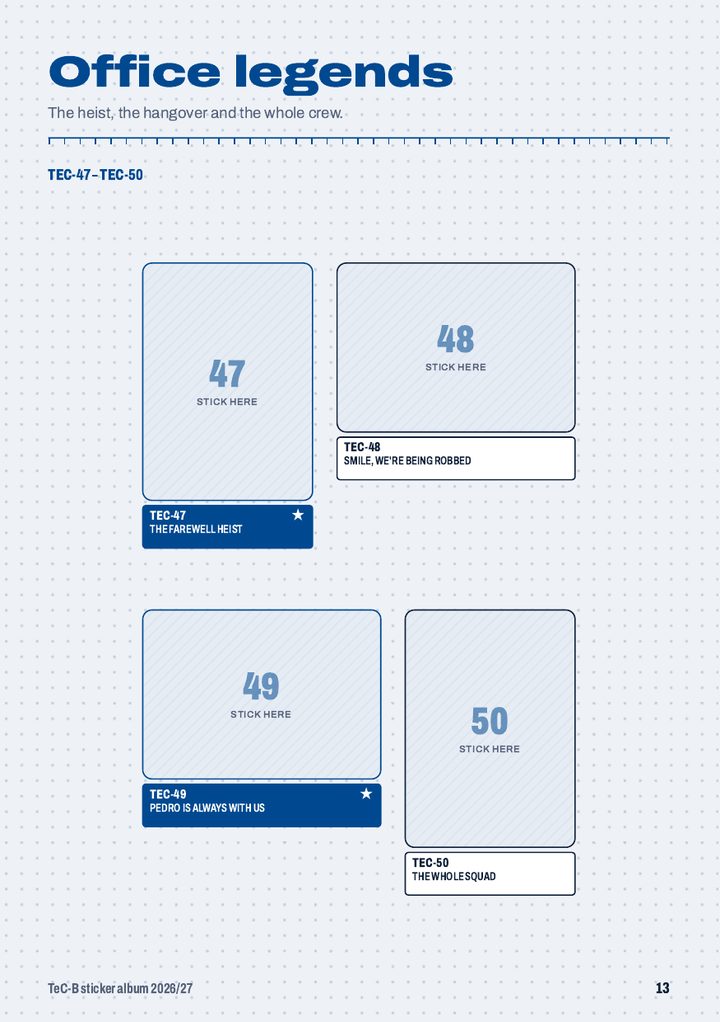 Office legends
The heist, the hangover and the whole crew.
TEC-47–TEC-50
47
STICK HERE
TEC-47 ★
THE FAREWELL HEIST
48
STICK HERE
TEC-48
SMILE, WE'RE BEING ROBBED
49
STICK HERE
TEC-49 ★
PEDRO IS ALWAYS WITH US
50
STICK HERE
TEC-50
THE WHOLE SQUAD
TeC-B sticker album 2026/27
13